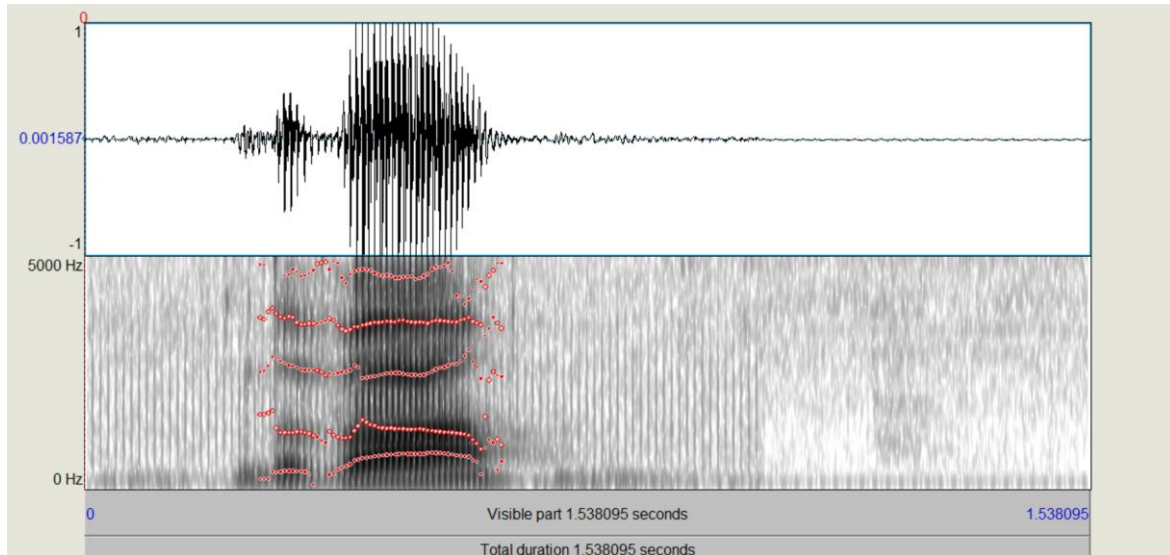 0
1
0.001587
-1
5000 Hz
0 Hz
0 Visible part 1.538095 seconds 1.538095
Total duration 1.538095 seconds